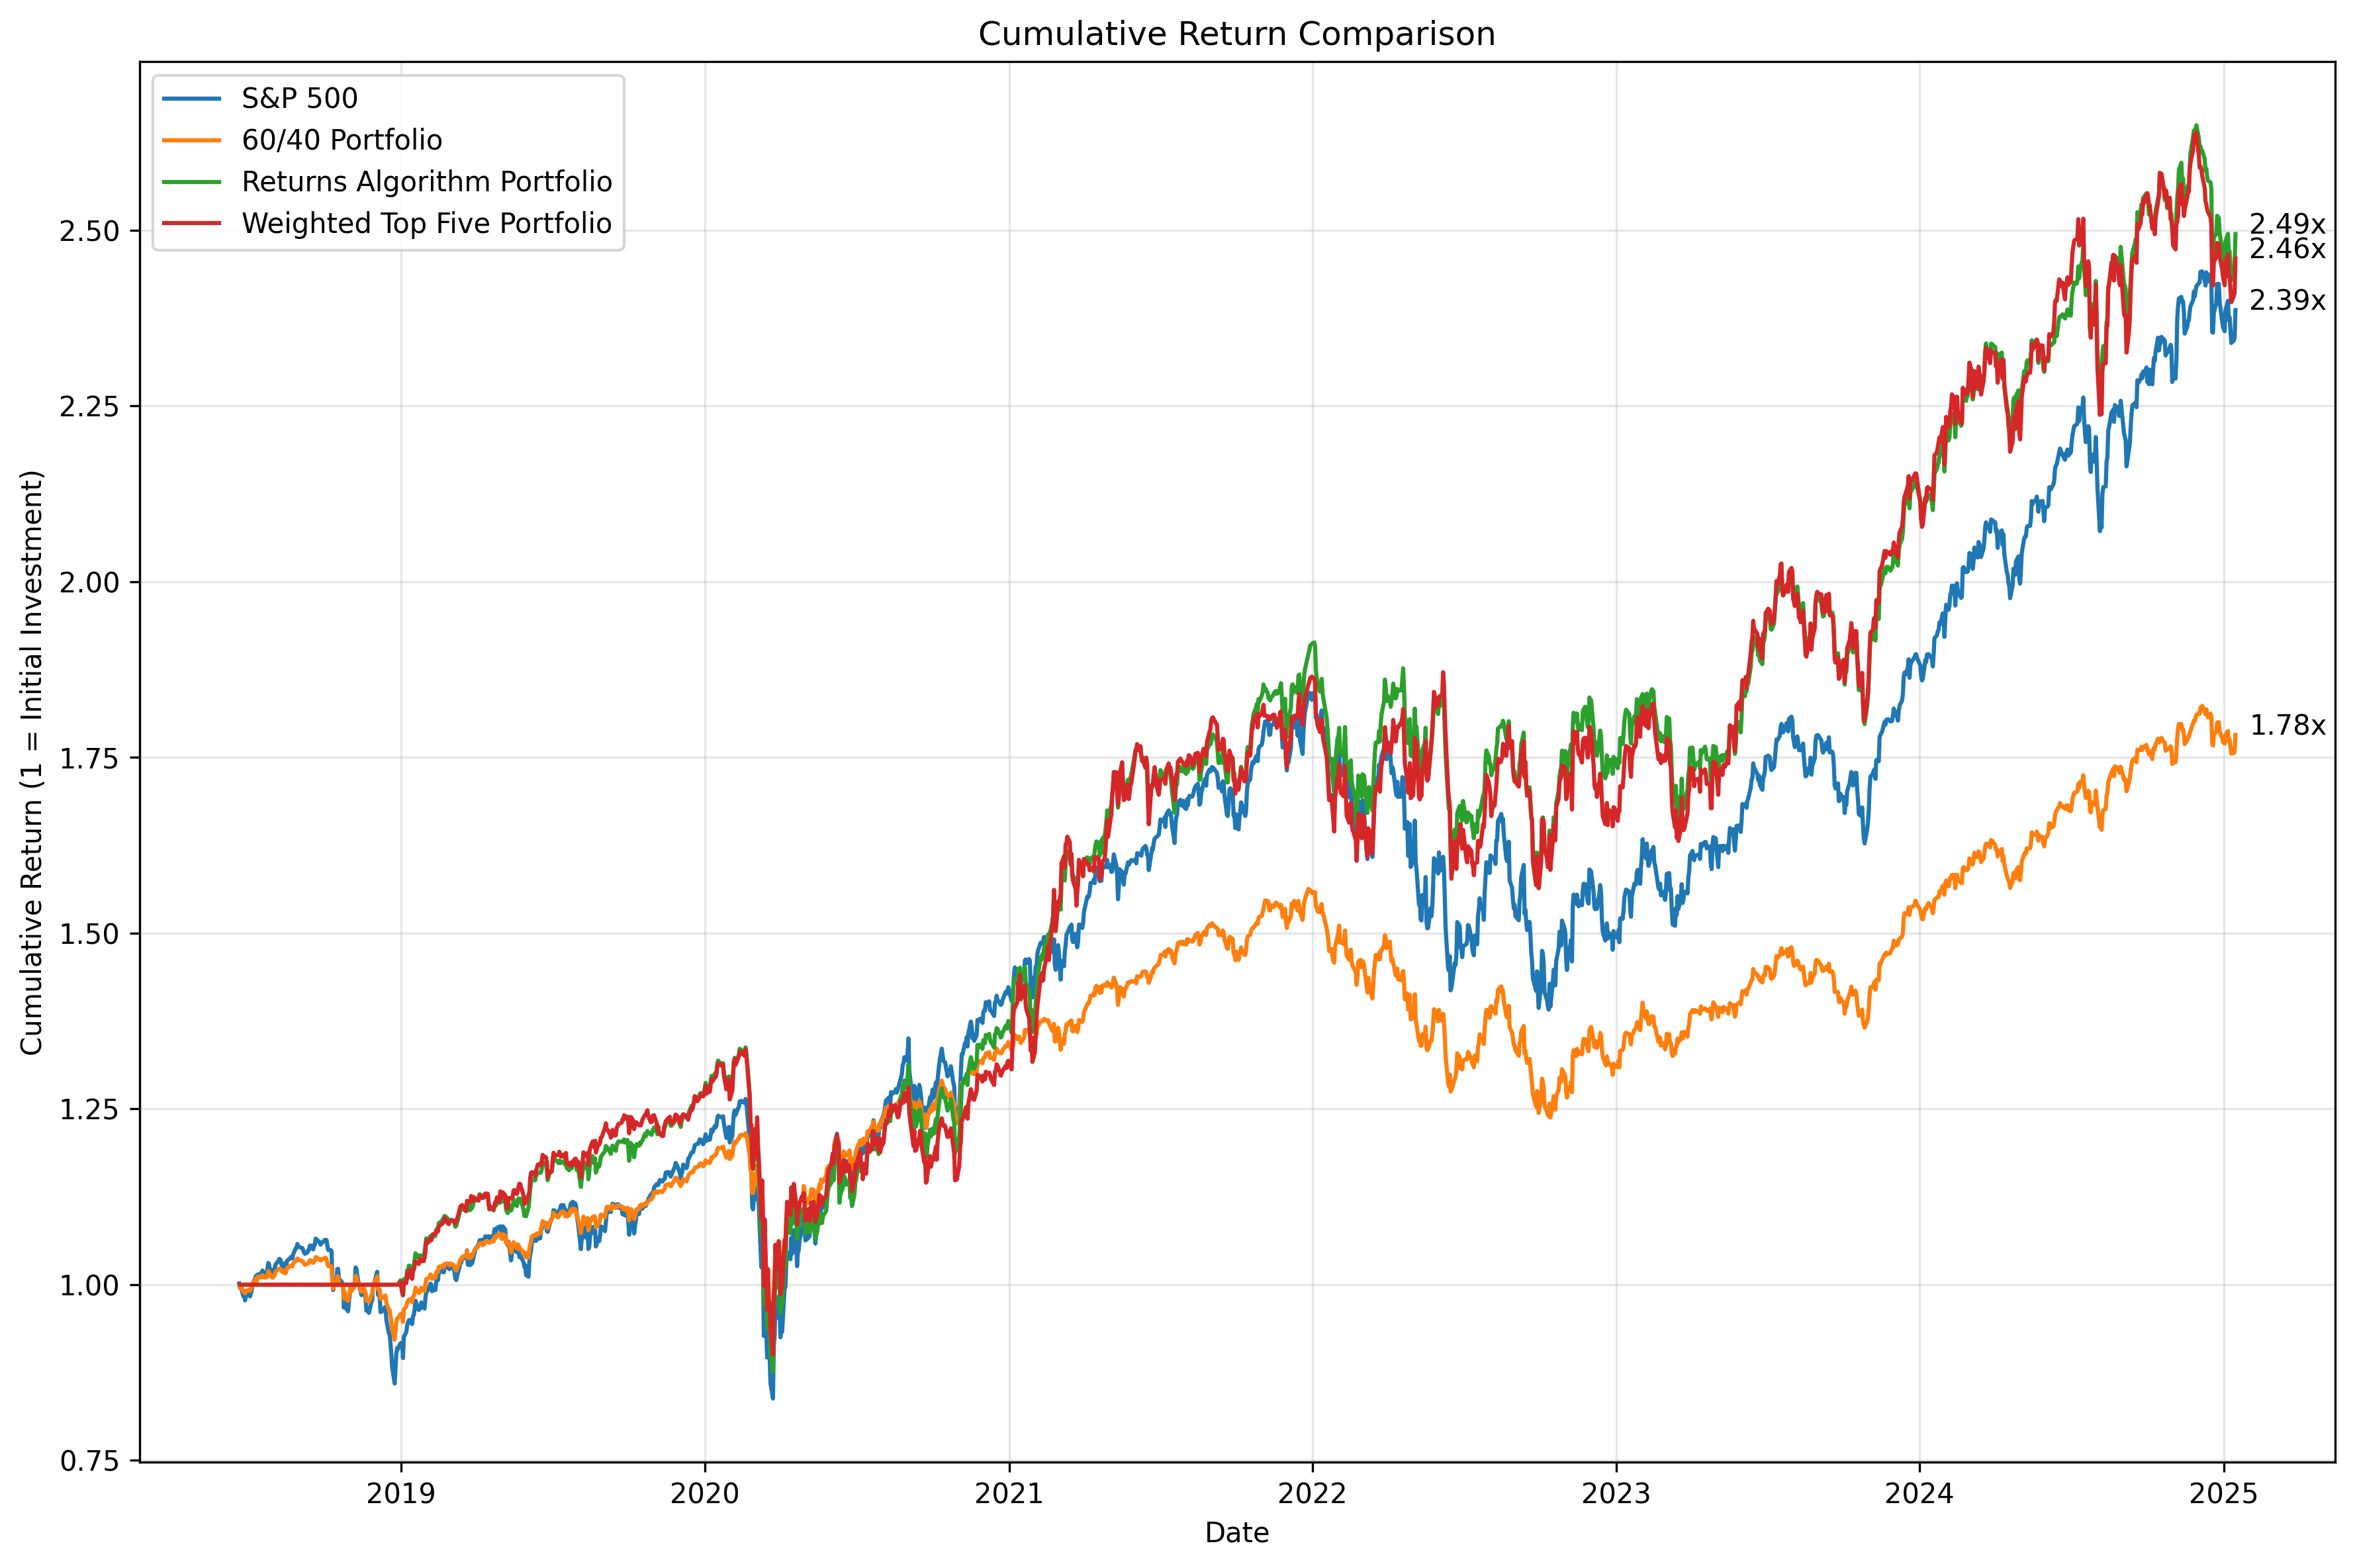 Cumulative Return Comparison
S&P 500
60/40 Portfolio
Returns Algorithm Portfolio
Weighted Top Five Portfolio
Cumulative Return (1 = Initial Investment)
2.50
2.25
2.00
1.75
1.50
1.25
1.00
0.75
2.49x
2.46x
2.39x
1.78x
2019
2020
2021
2022
2023
2024
2025
Date